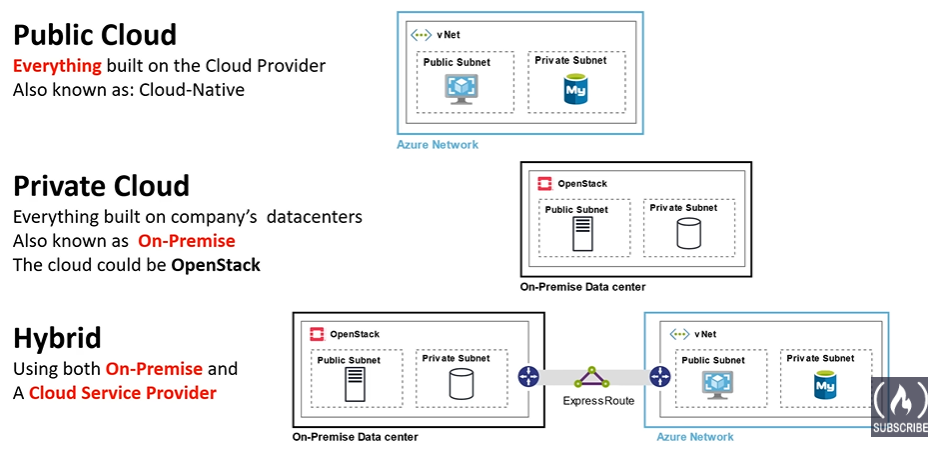 Public Cloud
Everything built on the Cloud Provider
Also known as: Cloud-Native
vNet
Public Subnet
Private Subnet
My
Azure Network
Private Cloud
Everything built on company's datacenters
Also known as On-Premise
The cloud could be OpenStack
OpenStack
Public Subnet
Private Subnet
On-Premise Data center
Hybrid
Using both On-Premise and
A Cloud Service Provider
OpenStack
Public Subnet
Private Subnet
On-Premise Data center
ExpressRoute
vNet
Public Subnet
Private Subnet
My
Azure Network
SUBSCRIBE